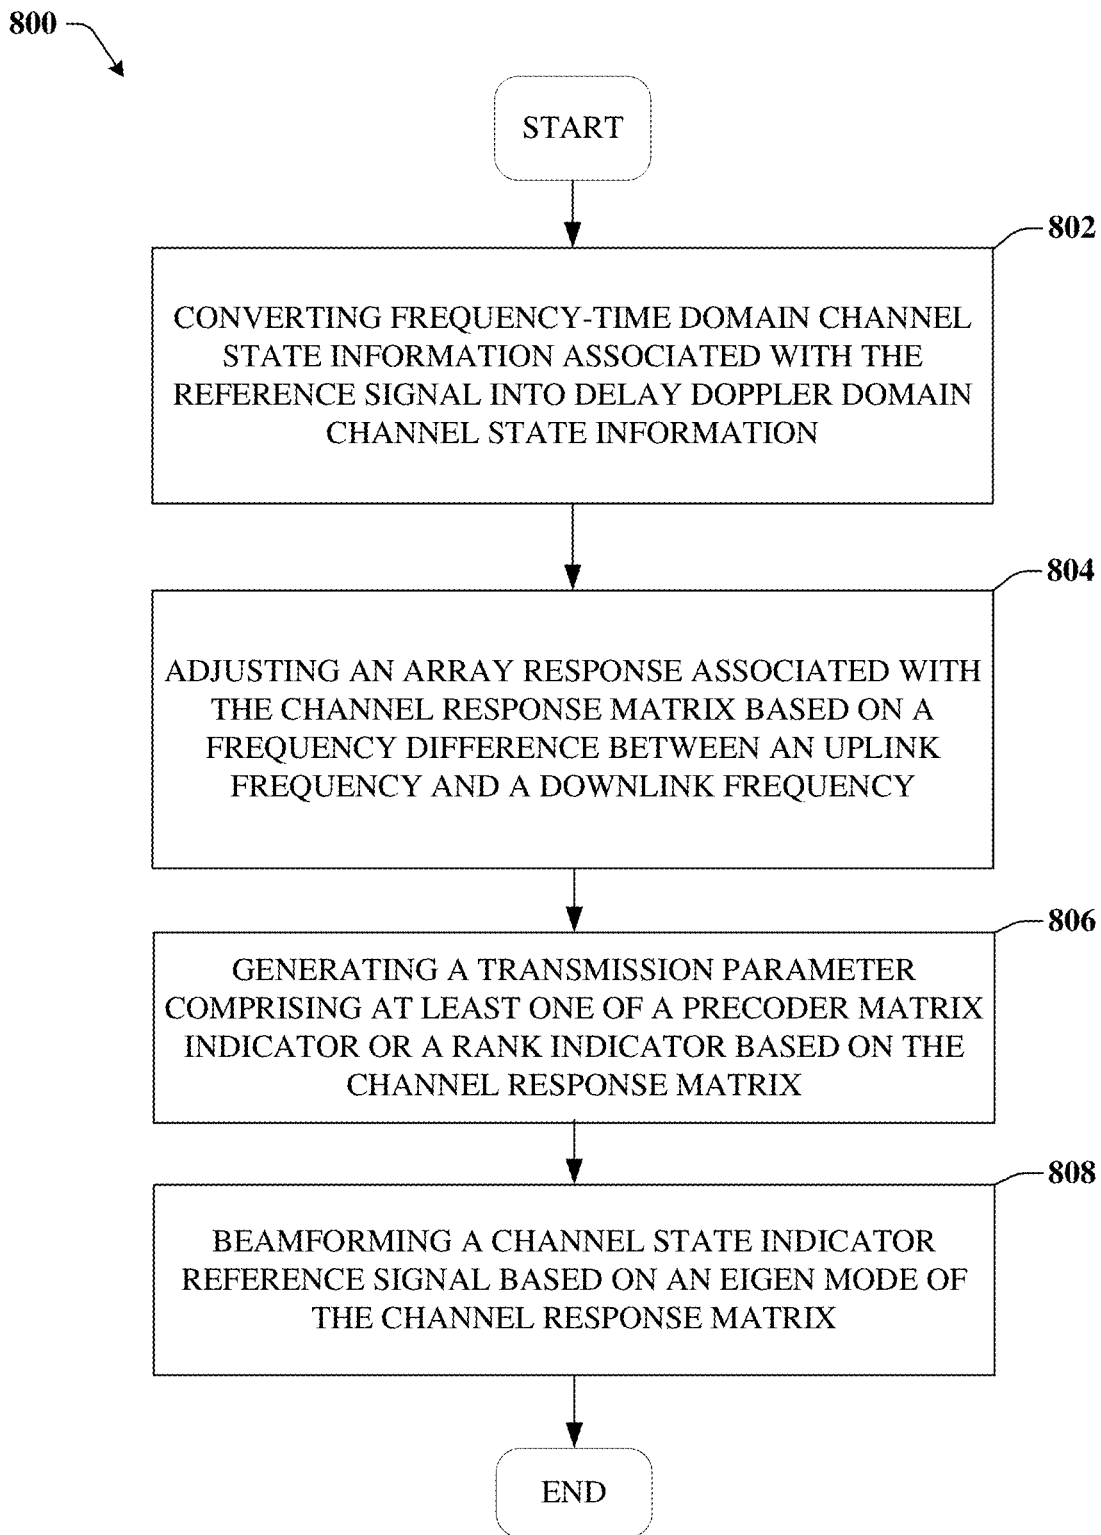 800
START
802
CONVERTING FREQUENCY-TIME DOMAIN CHANNEL
STATE INFORMATION ASSOCIATED WITH THE
REFERENCE SIGNAL INTO DELAY DOPPLER DOMAIN
CHANNEL STATE INFORMATION
804
ADJUSTING AN ARRAY RESPONSE ASSOCIATED WITH
THE CHANNEL RESPONSE MATRIX BASED ON A
FREQUENCY DIFFERENCE BETWEEN AN UPLINK
FREQUENCY AND A DOWNLINK FREQUENCY
806
GENERATING A TRANSMISSION PARAMETER
COMPRISING AT LEAST ONE OF A PRECODER MATRIX
INDICATOR OR A RANK INDICATOR BASED ON THE
CHANNEL RESPONSE MATRIX
808
BEAMFORMING A CHANNEL STATE INDICATOR
REFERENCE SIGNAL BASED ON AN EIGEN MODE OF
THE CHANNEL RESPONSE MATRIX
END